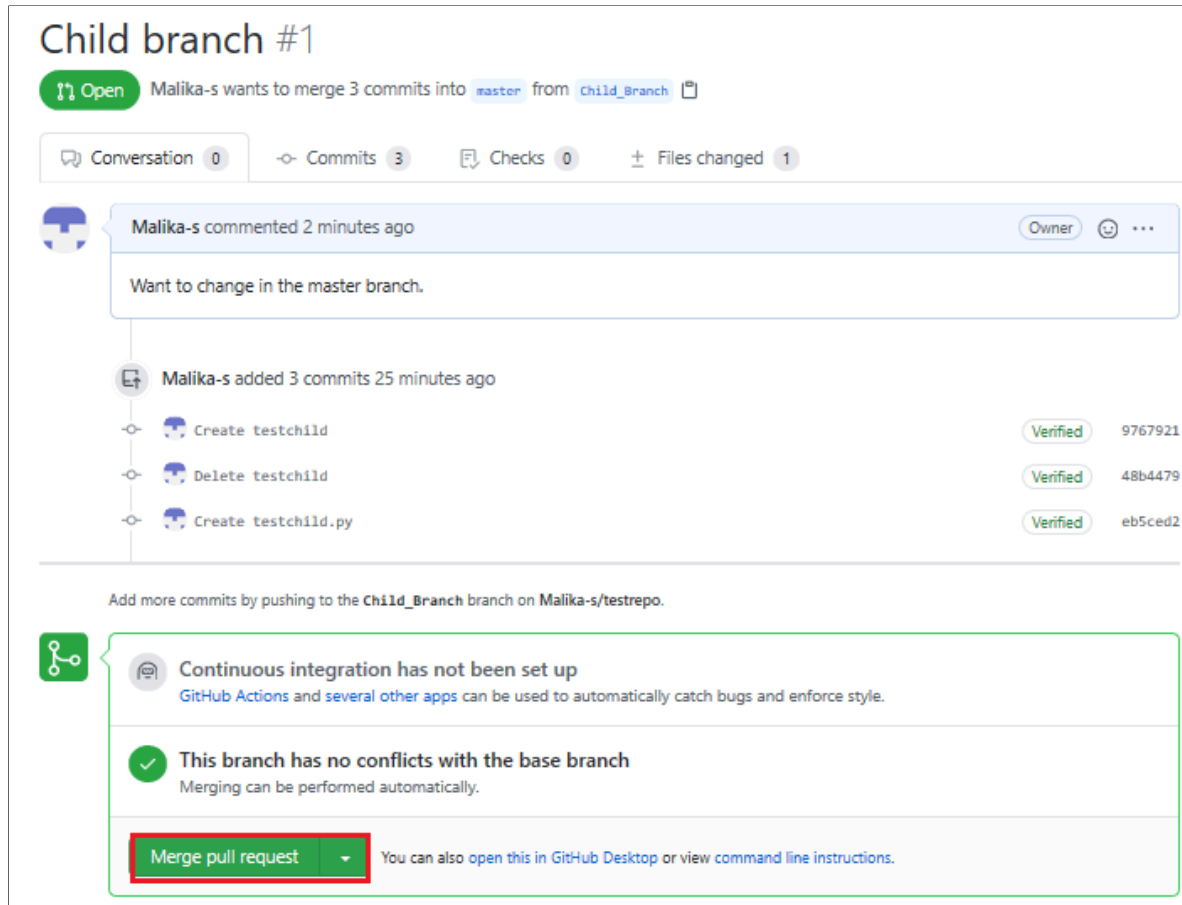 Child branch #1
Open Malika-s wants to merge 3 commits into master from Child_Branch
Conversation 0 Commits 3 Checks 0 Files changed 1
Malika-s commented 2 minutes ago Owner
Want to change in the master branch.
Malika-s added 3 commits 25 minutes ago
Create testchild Verified 9767921
Delete testchild Verified 48b4479
Create testchild.py Verified eb5ced2
Add more commits by pushing to the Child_Branch branch on Malika-s/testrepo.
Continuous integration has not been set up
GitHub Actions and several other apps can be used to automatically catch bugs and enforce style.
This branch has no conflicts with the base branch
Merging can be performed automatically.
Merge pull request You can also open this in GitHub Desktop or view command line instructions.